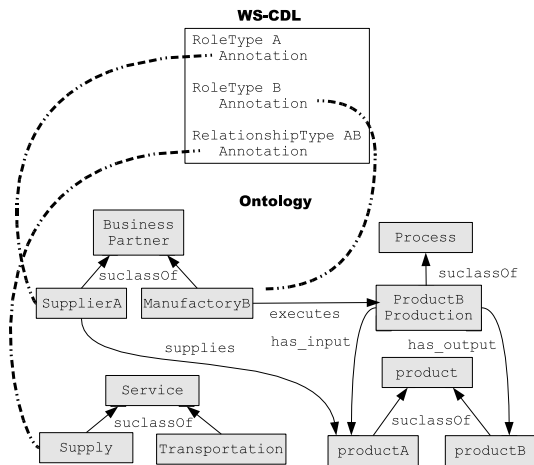 WS-CDL
RoleType A
Annotation
RoleType B
Annotation
RelationshipType AB
Annotation
Ontology
Business
Partner
Process
suclassOf
suclassOf
SupplierA
ManufactoryB
ProductB
Production
executes
supplies
has_input
has_output
product
Service
suclassOf
suclassOf
Supply
Transportation
productA
productB